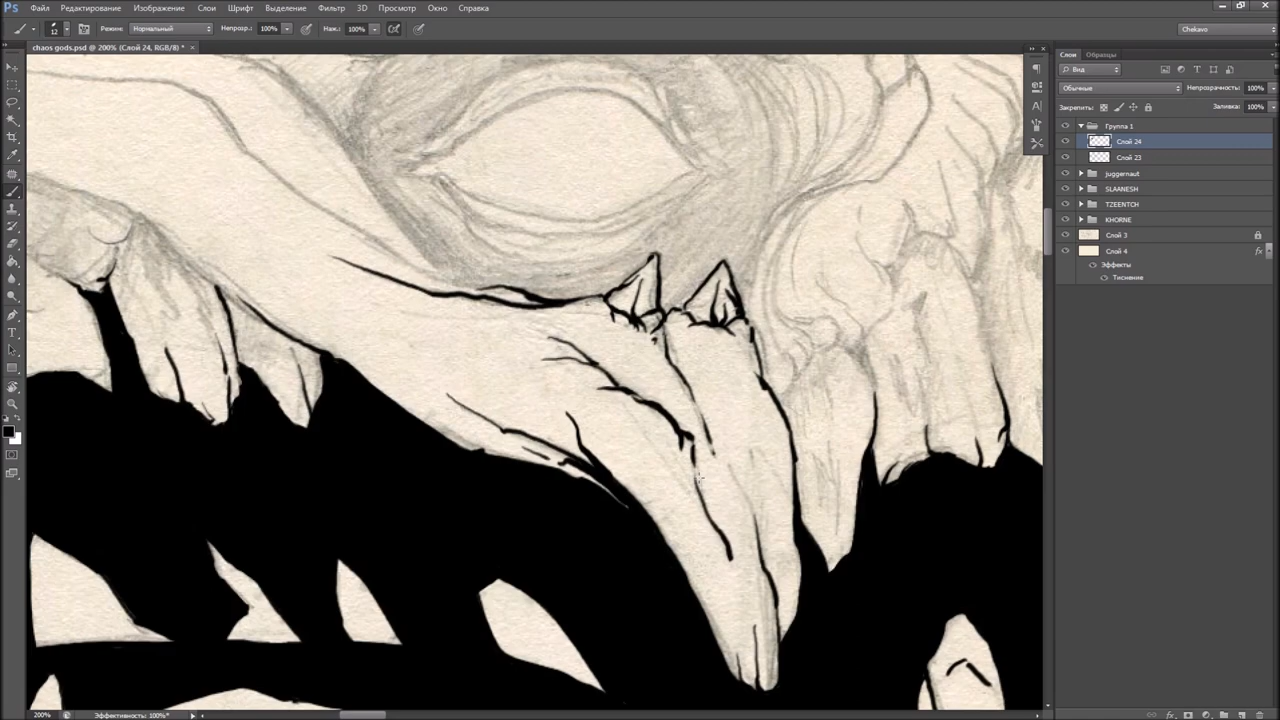 Ps Файл Редактирование Изображение Слои Шрифт Выделение Фильтр 3D Просмотр Окно Справка
12 Режим: Нормальный Непрозр.: 100% Наж.: 100% Chekavo
chaos gods.psd @ 200% (Слой 24, RGB/8) *
Слои Образцы
Вид
Обычные Непрозрачность: 100%
Закрепить: Заливка: 100%
Группа 1
Слой 24
Слой 23
juggernaut
SLAANESH
TZEENTCH
KHORNE
Слой 3
Слой 4 fx
Эффекты
Тиснение
200% Эффективность: 100%*